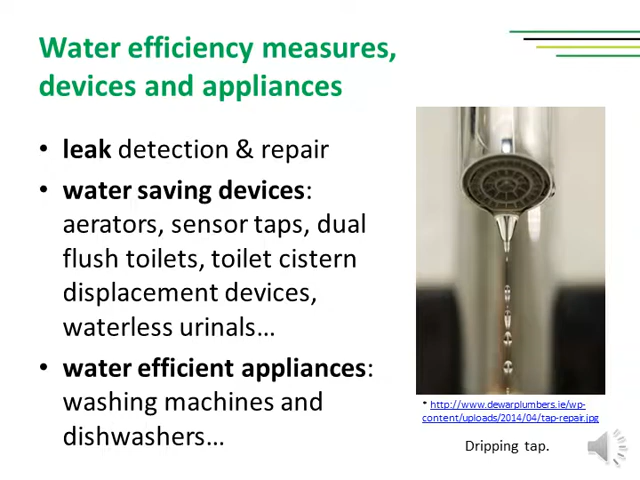 Water efficiency measures,
devices and appliances
• leak detection & repair
• water saving devices:
aerators, sensor taps, dual
flush toilets, toilet cistern
displacement devices,
waterless urinals…
• water efficient appliances:
washing machines and
dishwashers…
* http://www.dewarplumbers.ie/wp-
content/uploads/2014/04/tap-repair.jpg
Dripping tap.